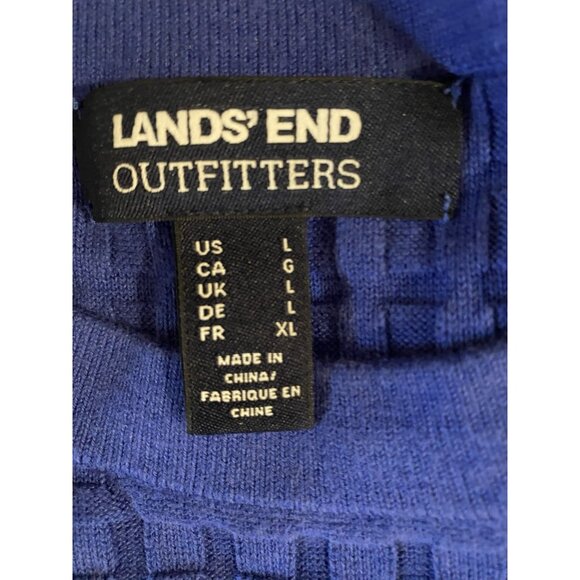 LANDS' END
OUTFITTERS
US L
CA G
UK L
DE L
FR XL
MADE IN
CHINA/
FABRIQUE EN
CHINE